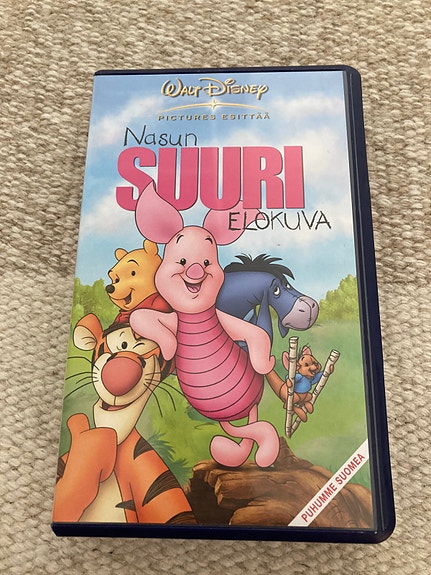 WALT DISNEY
PICTURES ESITTÄÄ
Nasun
SUURI
ELOKUVA
PUHUMME SUOMEA